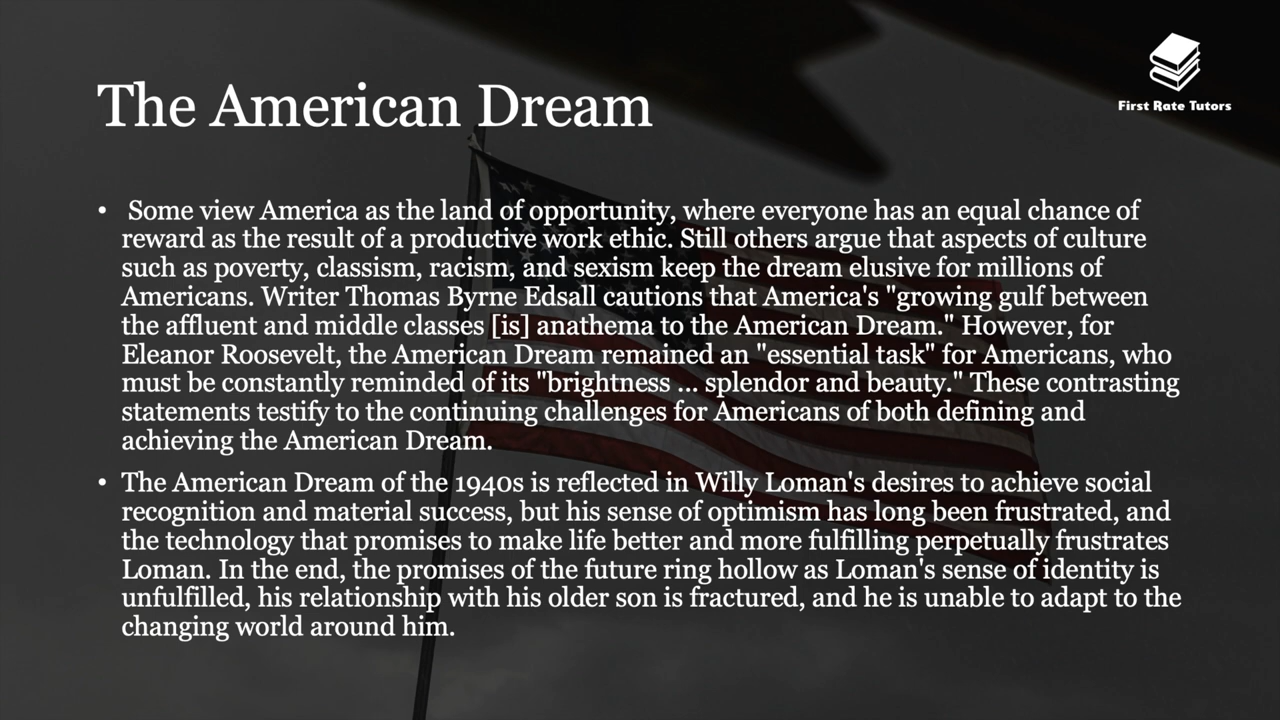 First Rate Tutors
The American Dream
• Some view America as the land of opportunity, where everyone has an equal chance of
reward as the result of a productive work ethic. Still others argue that aspects of culture
such as poverty, classism, racism, and sexism keep the dream elusive for millions of
Americans. Writer Thomas Byrne Edsall cautions that America's "growing gulf between
the affluent and middle classes [is] anathema to the American Dream." However, for
Eleanor Roosevelt, the American Dream remained an "essential task" for Americans, who
must be constantly reminded of its "brightness ... splendor and beauty." These contrasting
statements testify to the continuing challenges for Americans of both defining and
achieving the American Dream.
• The American Dream of the 1940s is reflected in Willy Loman's desires to achieve social
recognition and material success, but his sense of optimism has long been frustrated, and
the technology that promises to make life better and more fulfilling perpetually frustrates
Loman. In the end, the promises of the future ring hollow as Loman's sense of identity is
unfulfilled, his relationship with his older son is fractured, and he is unable to adapt to the
changing world around him.